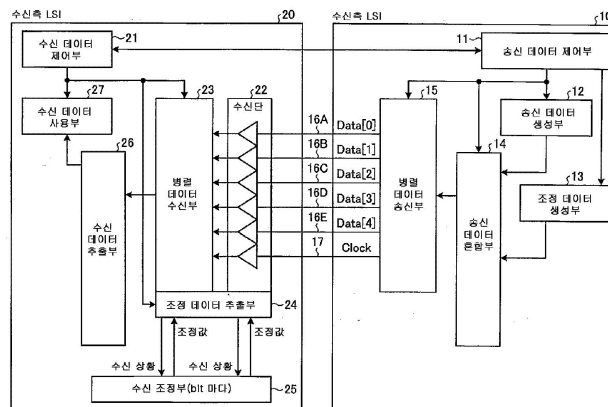 수신측 LSI
20
수신측 LSI
10
21
수신 데이터
제어부
11
송신 데이터 제어부
27
수신 데이터
사용부
23
22
수신단
15
12
송신 데이터
생성부
26
수신
데이터
추출부
병렬
데이터
수신부
16A
Data[0]
16B
Data[1]
16C
Data[2]
16D
Data[3]
16E
Data[4]
17
Clock
병렬
데이터
송신부
14
송신
데이터
혼합부
13
조정 데이터
생성부
조정 데이터 추출부
24
조정값
조정값
수신 상황
수신 상황
수신 조정부(bit 마다)
25